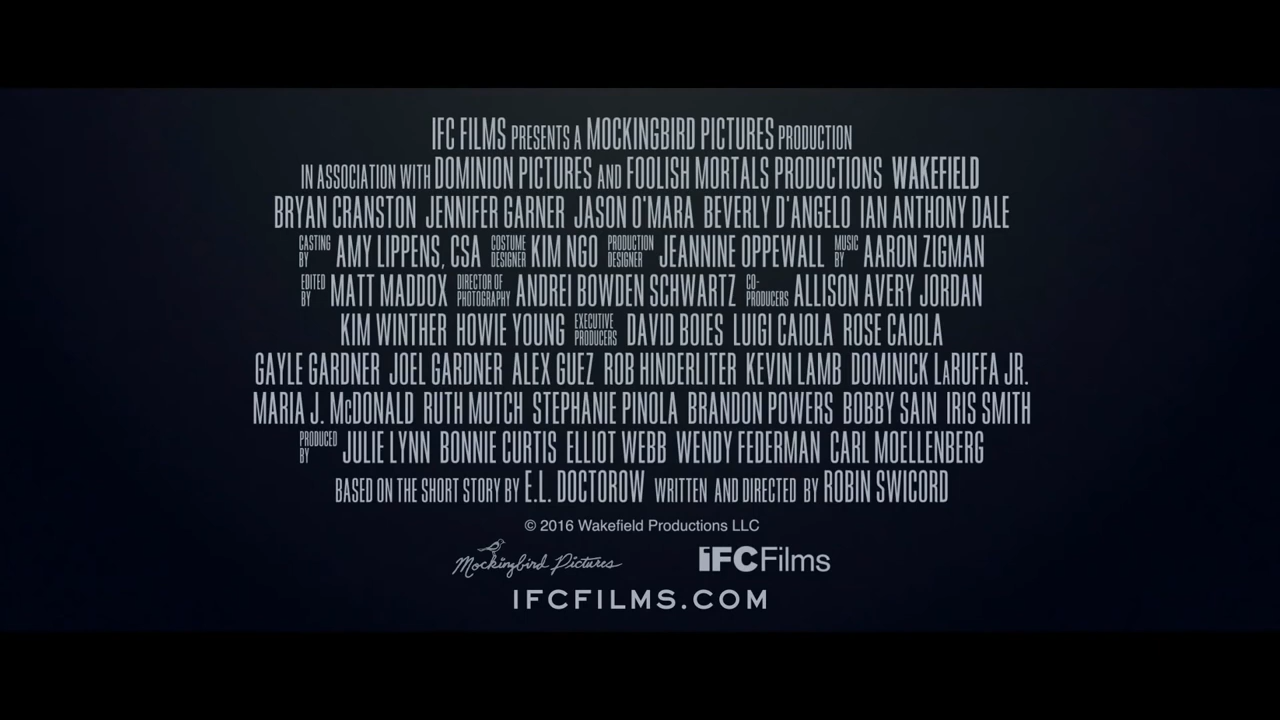 IFC FILMS PRESENTS A MOCKINGBIRD PICTURES PRODUCTION
IN ASSOCIATION WITH DOMINION PICTURES AND FOOLISH MORTALS PRODUCTIONS WAKEFIELD
BRYAN CRANSTON JENNIFER GARNER JASON O'MARA BEVERLY D'ANGELO IAN ANTHONY DALE
CASTING BY AMY LIPPENS, CSA COSTUME DESIGNER KIM NGO PRODUCTION DESIGNER JEANNINE OPPEWALL MUSIC BY AARON ZIGMAN
EDITED BY MATT MADDOX DIRECTOR OF PHOTOGRAPHY ANDREI BOWDEN SCHWARTZ CO-PRODUCERS ALLISON AVERY JORDAN
KIM WINTHER HOWIE YOUNG EXECUTIVE PRODUCERS DAVID BOIES LUIGI CAIOLA ROSE CAIOLA
GAYLE GARDNER JOEL GARDNER ALEX GUEZ ROB HINDERLITER KEVIN LAMB DOMINICK LaRUFFA JR.
MARIA J. McDONALD RUTH MUTCH STEPHANIE PINOLA BRANDON POWERS BOBBY SAIN IRIS SMITH
PRODUCED BY JULIE LYNN BONNIE CURTIS ELLIOT WEBB WENDY FEDERMAN CARL MOELLENBERG
BASED ON THE SHORT STORY BY E.L. DOCTOROW WRITTEN AND DIRECTED BY ROBIN SWICORD
© 2016 Wakefield Productions LLC
Mockingbird Pictures IFC Films
IFCFILMS.COM